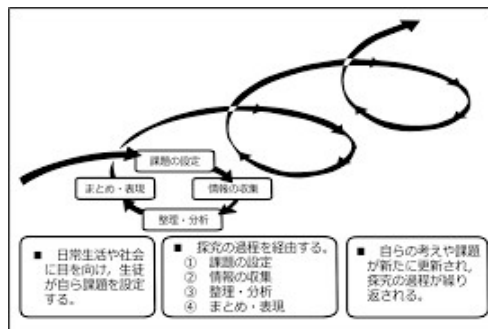 課題の設定
まとめ・表現
情報の収集
整理・分析
■ 日常生活や社会
に目を向け，生徒
が自ら課題を設定
する。
■ 探究の過程を経由する。
① 課題の設定
② 情報の収集
③ 整理・分析
④ まとめ・表現
■ 自らの考えや課題
が新たに更新され，
探究の過程が繰り
返される。